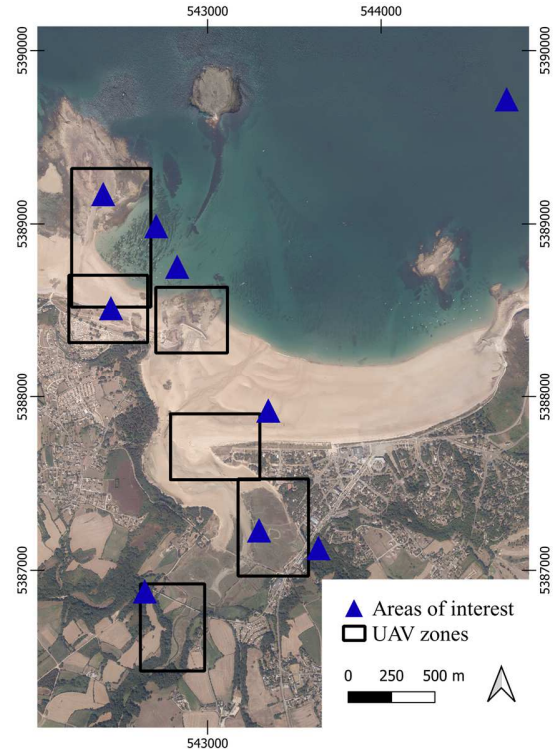 543000 544000
5390000 5390000
5389000 5389000
5388000 5388000
5387000 5387000
Areas of interest
UAV zones
0 250 500 m
543000